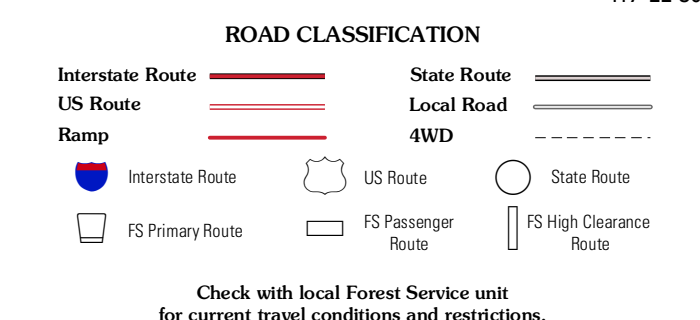 ROAD CLASSIFICATION
Interstate Route
State Route
US Route
Local Road
Ramp
4WD
Interstate Route
US Route
State Route
FS Primary Route
FS Passenger
Route
FS High Clearance
Route
Check with local Forest Service unit
for current travel conditions and restrictions.